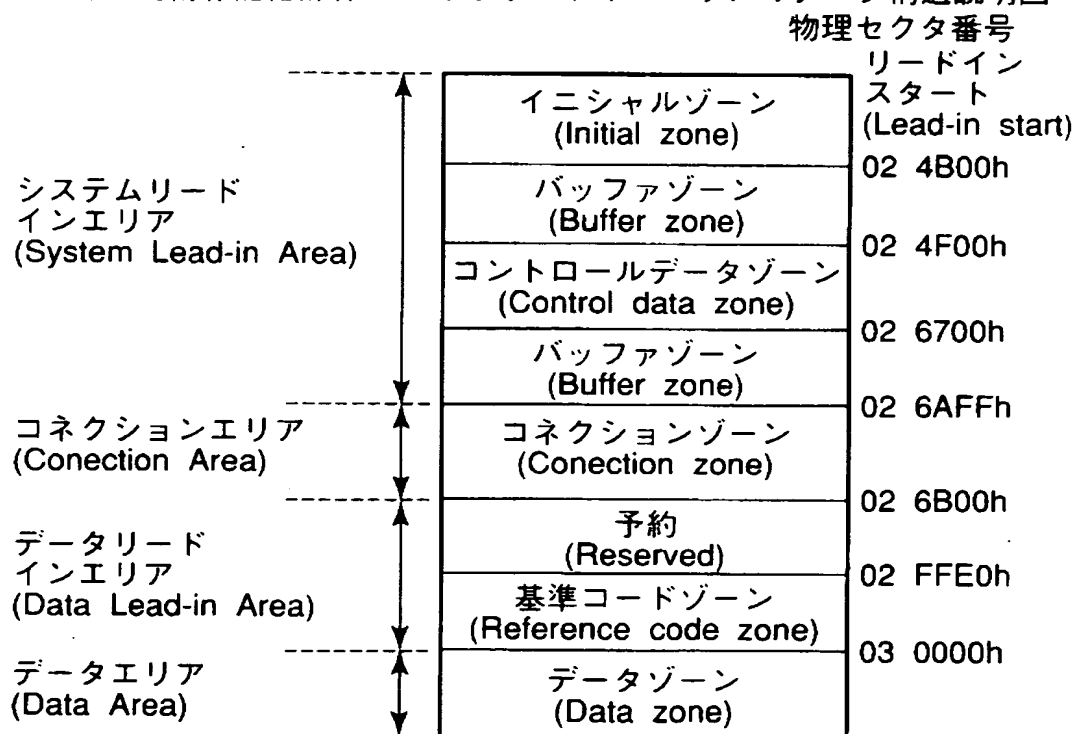 物理セクタ番号
リードイン
スタート
(Lead-in start)
イニシャルゾーン
(Initial zone)
02 4B00h
システムリード
インエリア
(System Lead-in Area)
バッファゾーン
(Buffer zone)
02 4F00h
コントロールデータゾーン
(Control data zone)
02 6700h
バッファゾーン
(Buffer zone)
02 6AFFh
コネクションエリア
(Conection Area)
コネクションゾーン
(Conection zone)
02 6B00h
データリード
インエリア
(Data Lead-in Area)
予約
(Reserved)
02 FFE0h
基準コードゾーン
(Reference code zone)
03 0000h
データエリア
(Data Area)
データゾーン
(Data zone)